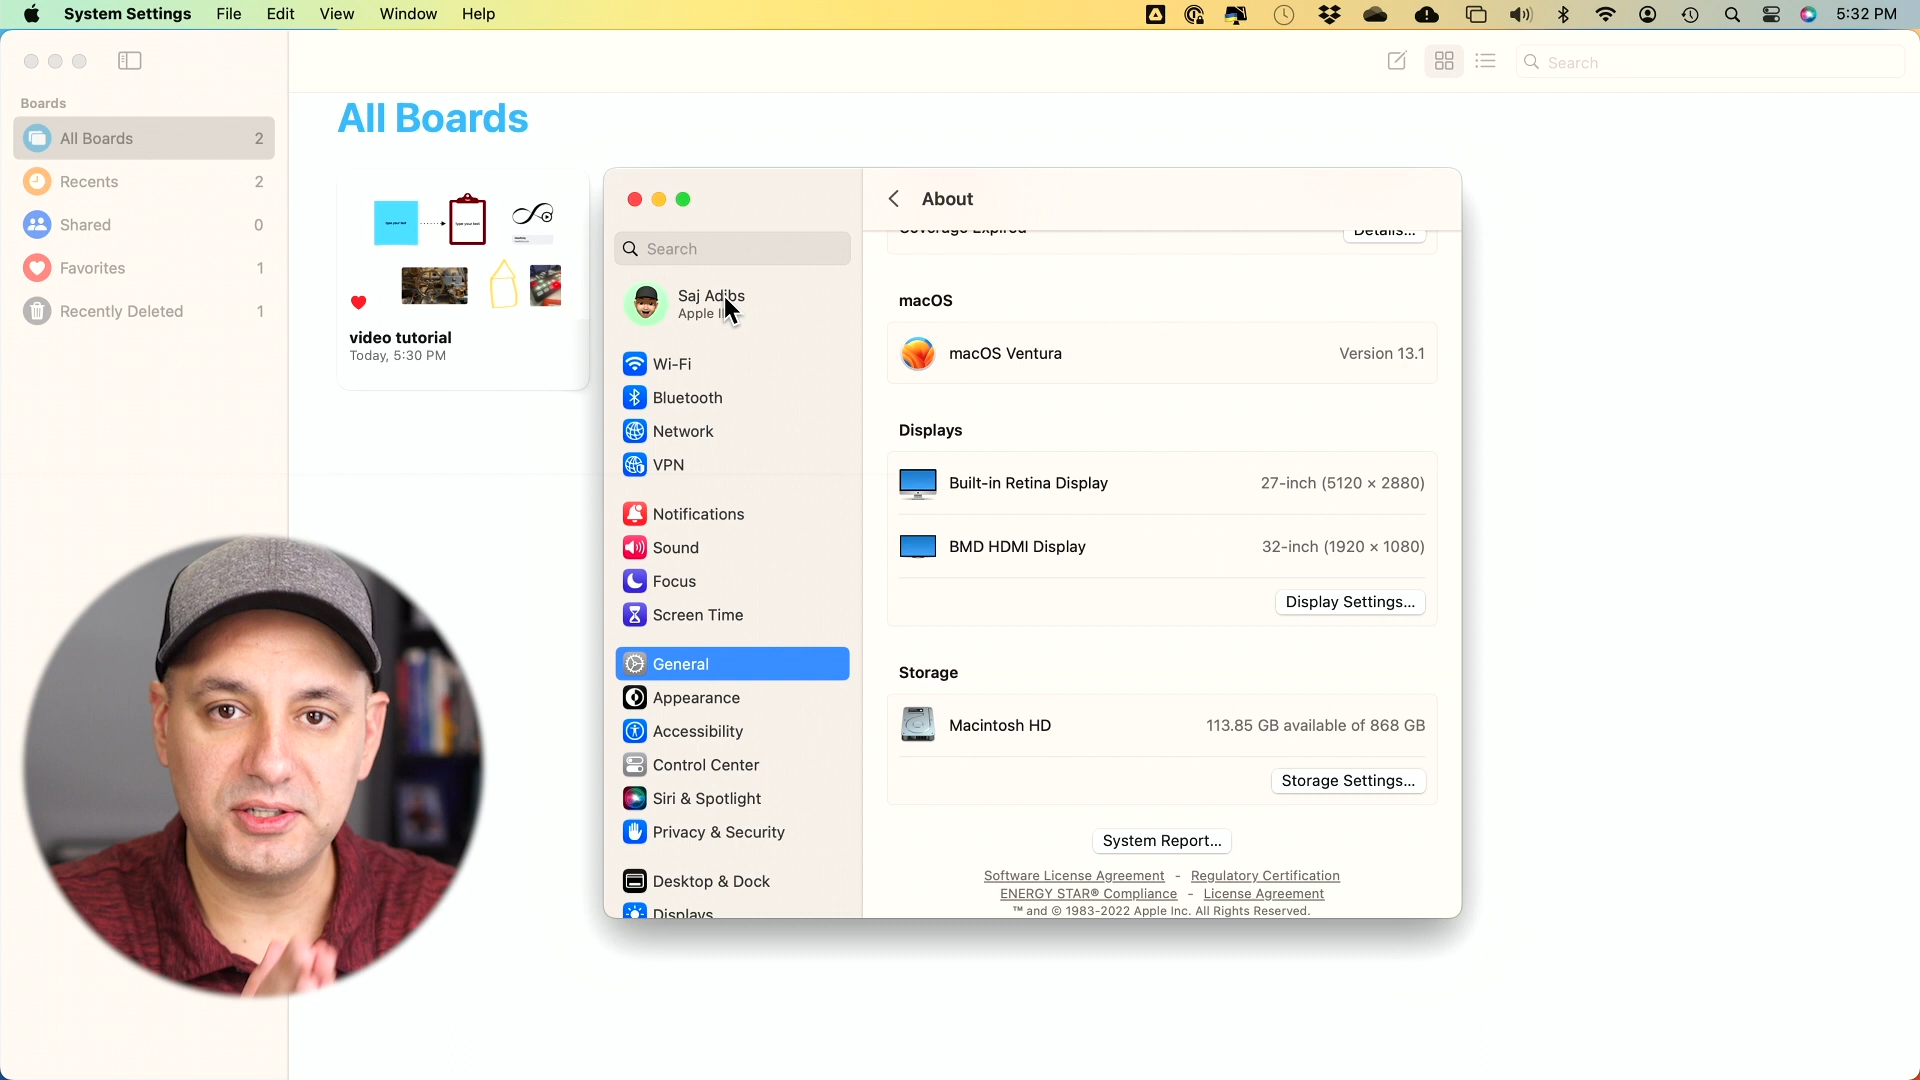 System Settings File Edit View Window Help 5:32 PM
Search
Boards
All Boards 2
Recents 2
Shared 0
Favorites 1
Recently Deleted 1
All Boards
video tutorial
Today, 5:30 PM
Search
Saj Adibs
Apple
Wi-Fi
Bluetooth
Network
VPN
Notifications
Sound
Focus
Screen Time
General
Appearance
Accessibility
Control Center
Siri & Spotlight
Privacy & Security
Desktop & Dock
Displays
About
Coverage Expired Details...
macOS
macOS Ventura Version 13.1
Displays
Built-in Retina Display 27-inch (5120 × 2880)
BMD HDMI Display 32-inch (1920 × 1080)
Display Settings...
Storage
Macintosh HD 113.85 GB available of 868 GB
Storage Settings...
System Report...
Software License Agreement - Regulatory Certification
ENERGY STAR® Compliance - License Agreement
™ and © 1983-2022 Apple Inc. All Rights Reserved.